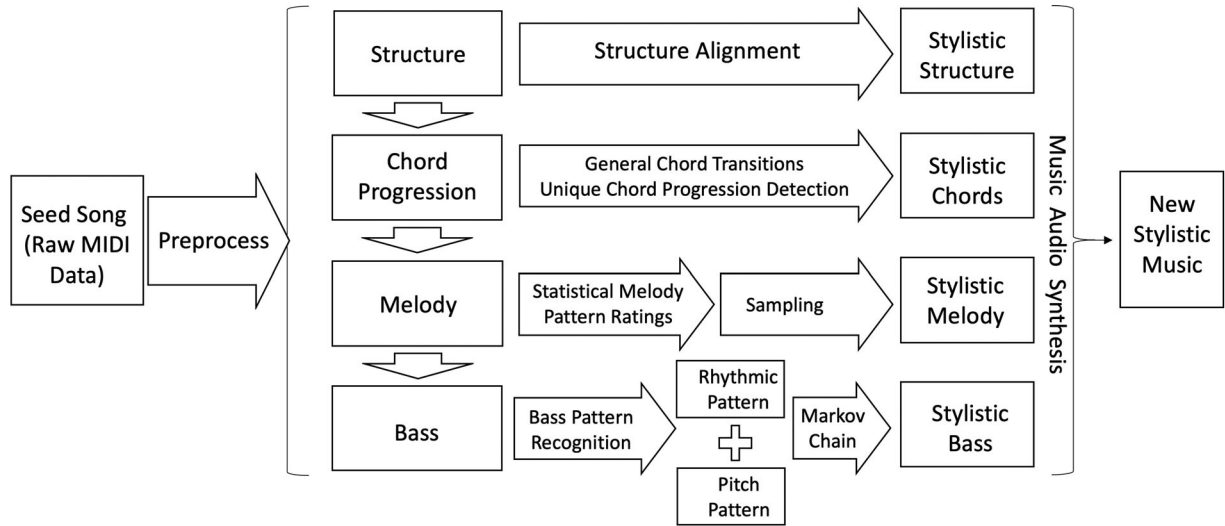 Structure
Structure Alignment
Stylistic
Structure
Chord
Progression
General Chord Transitions
Unique Chord Progression Detection
Stylistic
Chords
Seed Song
(Raw MIDI
Data)
Preprocess
Melody
Statistical Melody
Pattern Ratings
Sampling
Stylistic
Melody
Bass
Bass Pattern
Recognition
Rhythmic
Pattern
Pitch
Pattern
Markov
Chain
Stylistic
Bass
Music Audio Synthesis
New
Stylistic
Music